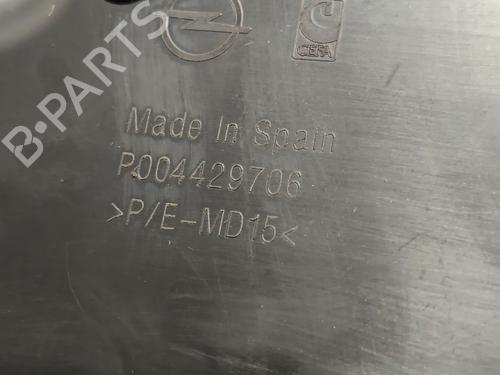 CEFA
Made In Spain
P004429706
>P/E-MD15<
B-PARTS